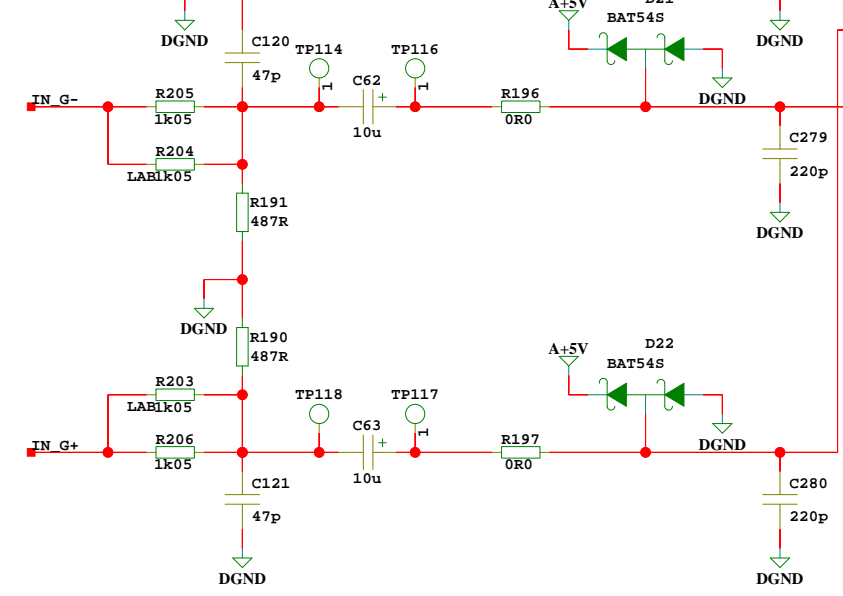 A+5V
D21
BAT54S
DGND
C120
TP114
TP116
DGND
47p
C62
+
DGND
IN_G-
R205
1
1
R196
1k05
10u
0R0
C279
R204
220p
LAB1k05
R191
487R
DGND
DGND
R190
A+5V
D22
487R
BAT54S
R203
TP118
TP117
LAB1k05
C63
+
1
DGND
IN_G+
R206
R197
1k05
10u
0R0
C121
C280
47p
220p
DGND
DGND